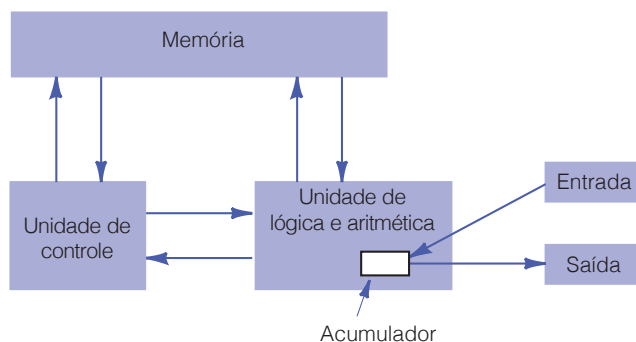 Memória
Unidade de
controle
Unidade de
lógica e aritmética
Entrada
Saída
Acumulador